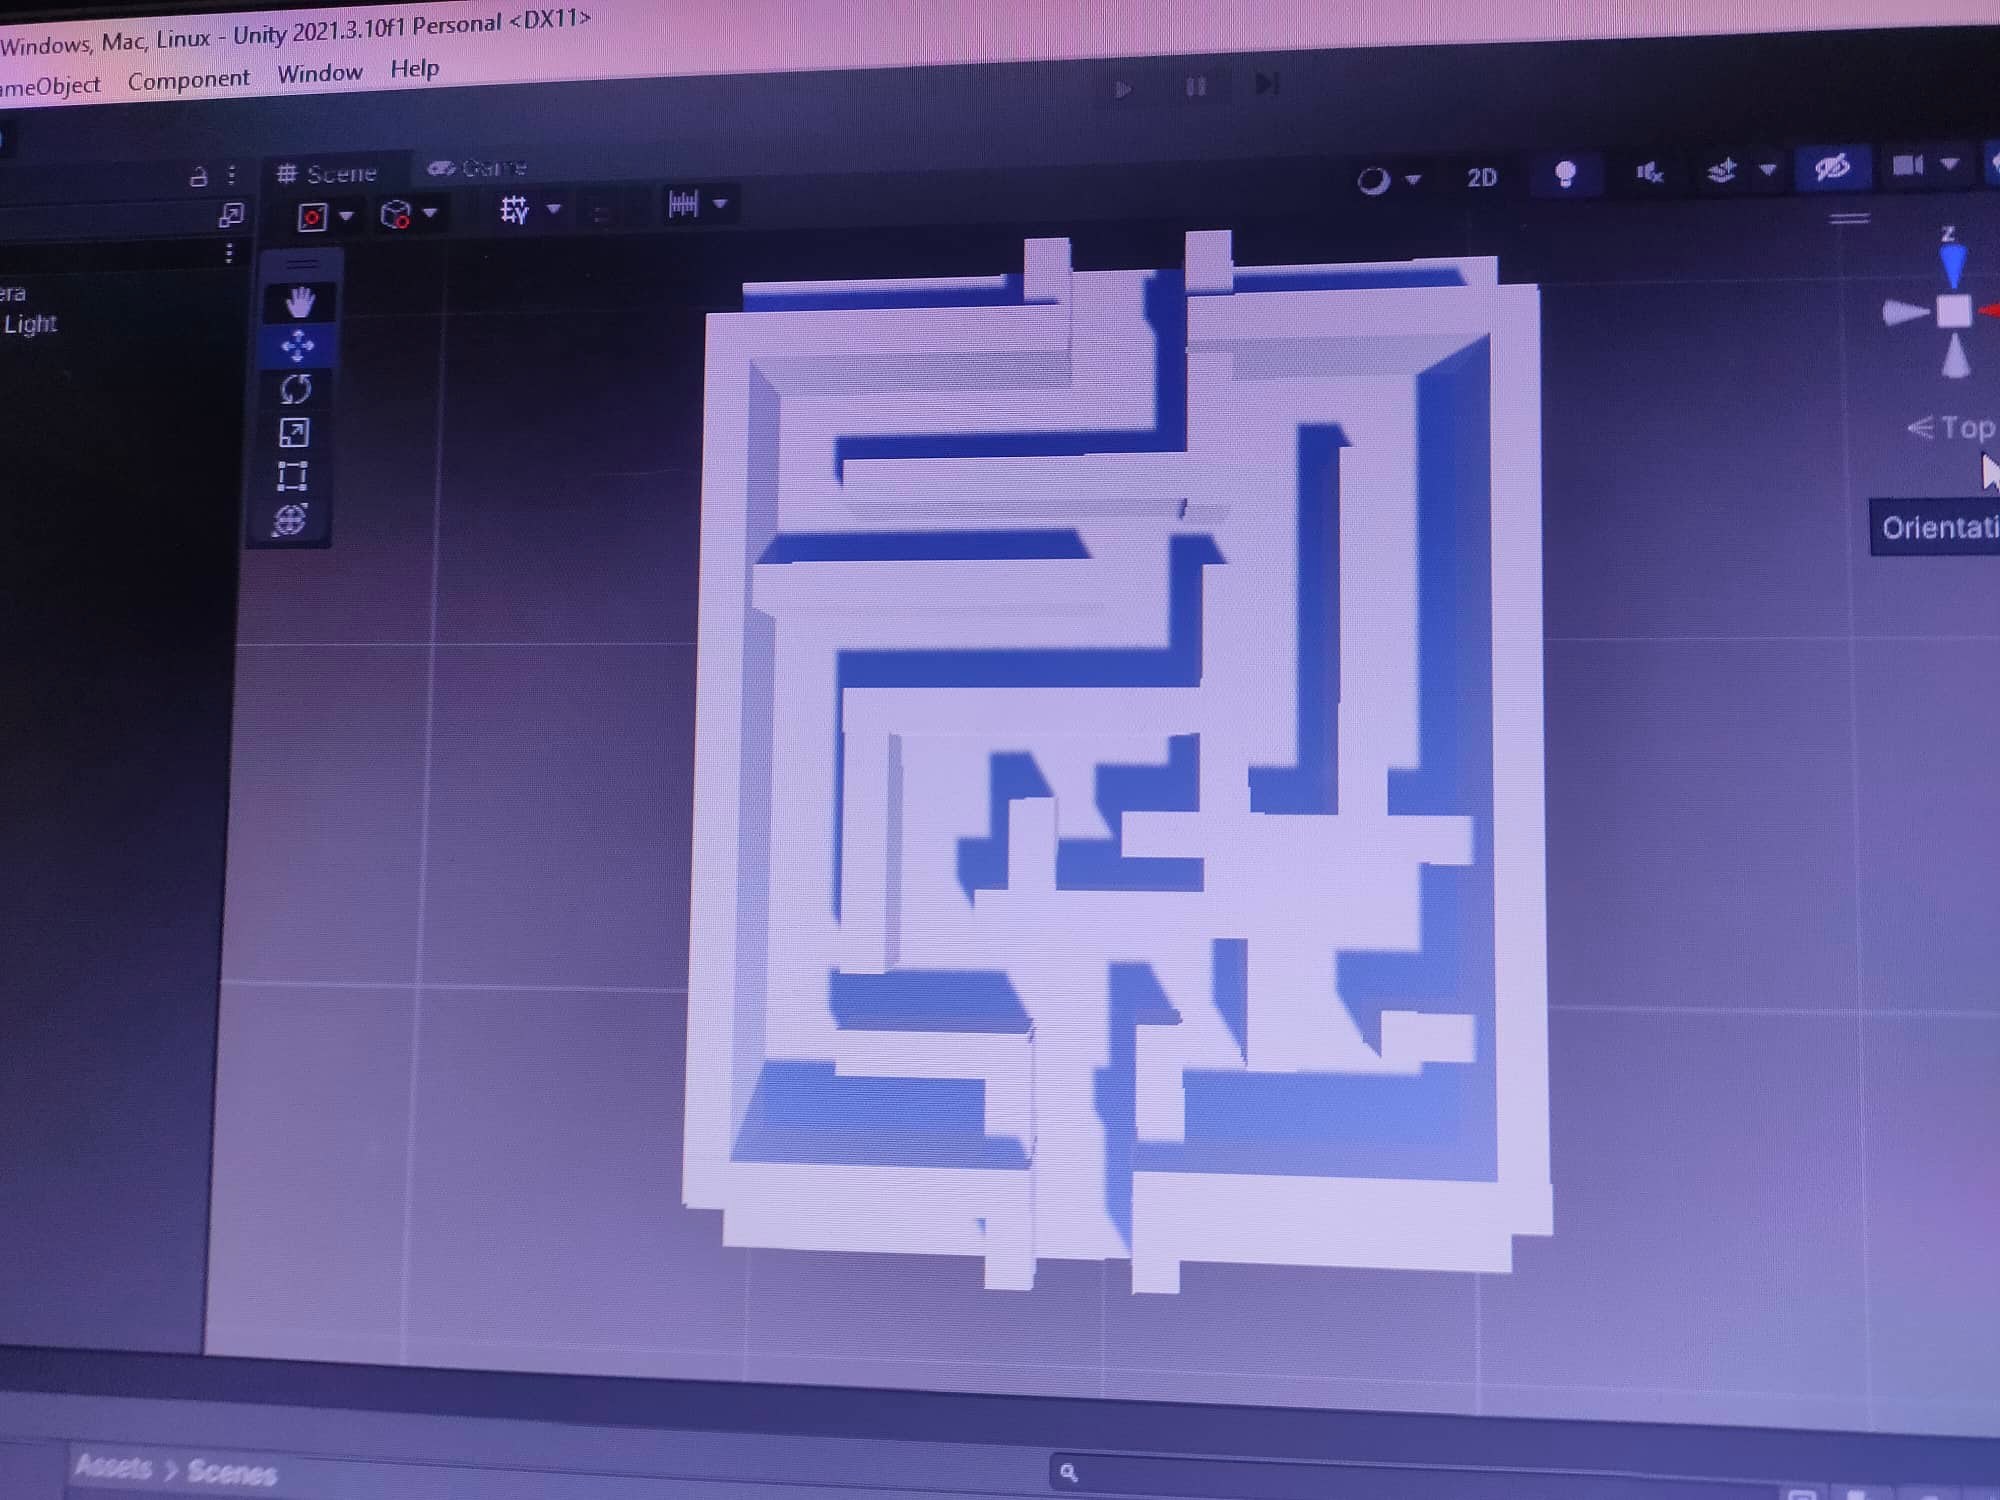 Windows, Mac, Linux - Unity 2021.3.10f1 Personal <DX11>
ameObject Component Window Help
Scene Game
2D
era
Light
z
Top
Orientati
Assets > Scenes